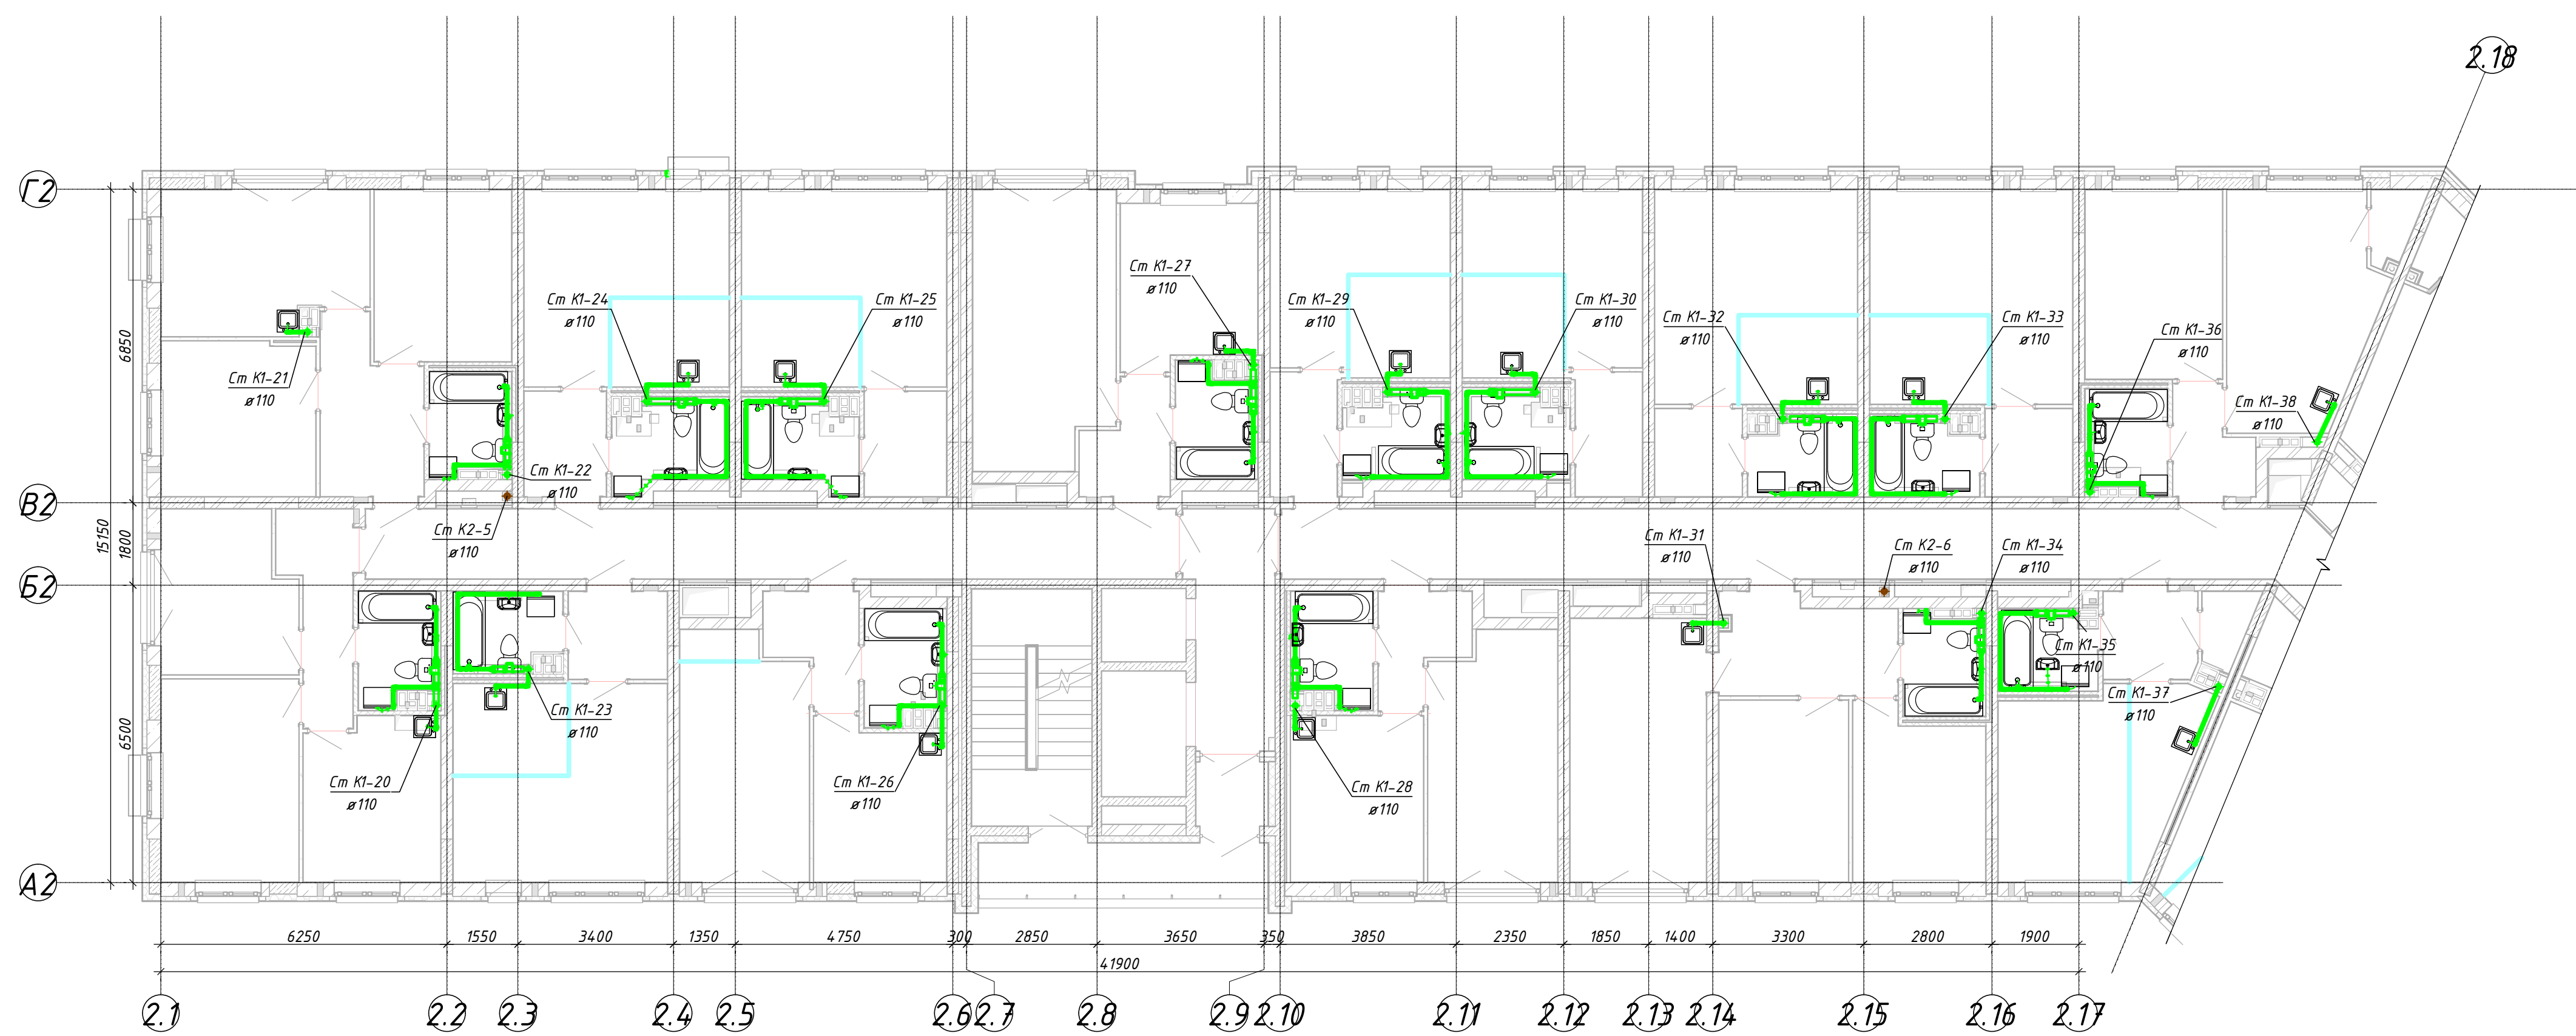 2.18
Г2
В2
Б2
А2
15150
6850
1800
6500
Ст К1-21
ø110
Ст К1-22
ø110
Ст К2-5
ø110
Ст К1-24
ø110
Ст К1-25
ø110
Ст К1-27
ø110
Ст К1-29
ø110
Ст К1-30
ø110
Ст К1-32
ø110
Ст К1-33
ø110
Ст К1-36
ø110
Ст К1-38
ø110
Ст К1-31
ø110
Ст К2-6
ø110
Ст К1-34
ø110
Ст К1-35
ø110
Ст К1-37
ø110
Ст К1-23
ø110
Ст К1-20
ø110
Ст К1-26
ø110
Ст К1-28
ø110
6250 1550 3400 1350 4750 300 2850 3650 350 3850 2350 1850 1400 3300 2800 1900
41900
2.1 2.2 2.3 2.4 2.5 2.6 2.7 2.8 2.9 2.10 2.11 2.12 2.13 2.14 2.15 2.16 2.17